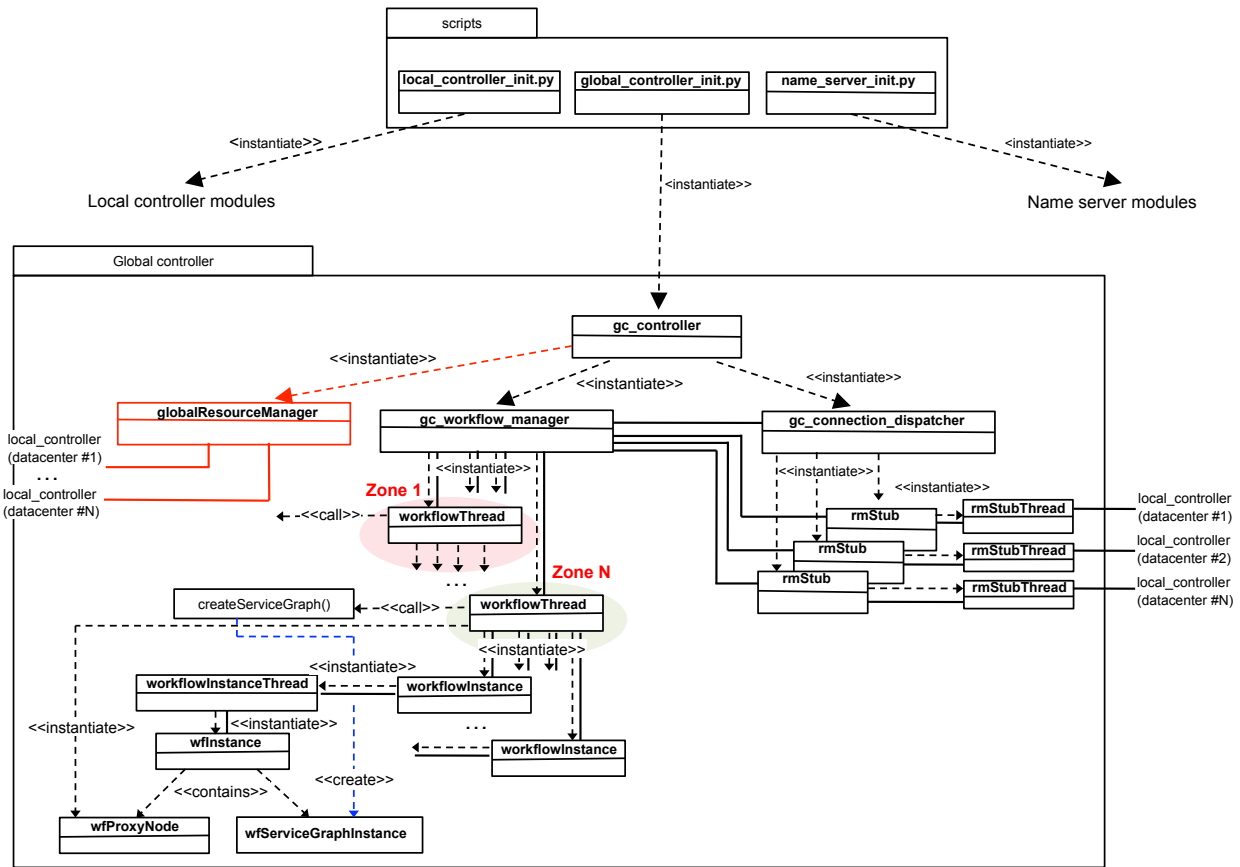 scripts
local_controller_init.py
global_controller_init.py
name_server_init.py
<instantiate>>
<instantiate>>
<instantiate>>
Local controller modules
Name server modules
Global controller
gc_controller
<<instantiate>>
<<instantiate>>
<<instantiate>>
globalResourceManager
gc_workflow_manager
gc_connection_dispatcher
local_controller
(datacenter #1)
...
local_controller
(datacenter #N)
<<instantiate>>
<<instantiate>>
<<instantiate>>
Zone 1
<<call>>
workflowThread
...
rmStub
rmStubThread
local_controller
(datacenter #1)
rmStub
rmStubThread
local_controller
(datacenter #2)
rmStub
rmStubThread
local_controller
(datacenter #N)
Zone N
createServiceGraph()
<<call>>
workflowThread
<<instantiate>>
<<instantiate>>
workflowInstanceThread
workflowInstance
<<instantiate>>
<<instantiate>>
...
wfInstance
workflowInstance
<<contains>>
<<create>>
wfProxyNode
wfServiceGraphInstance